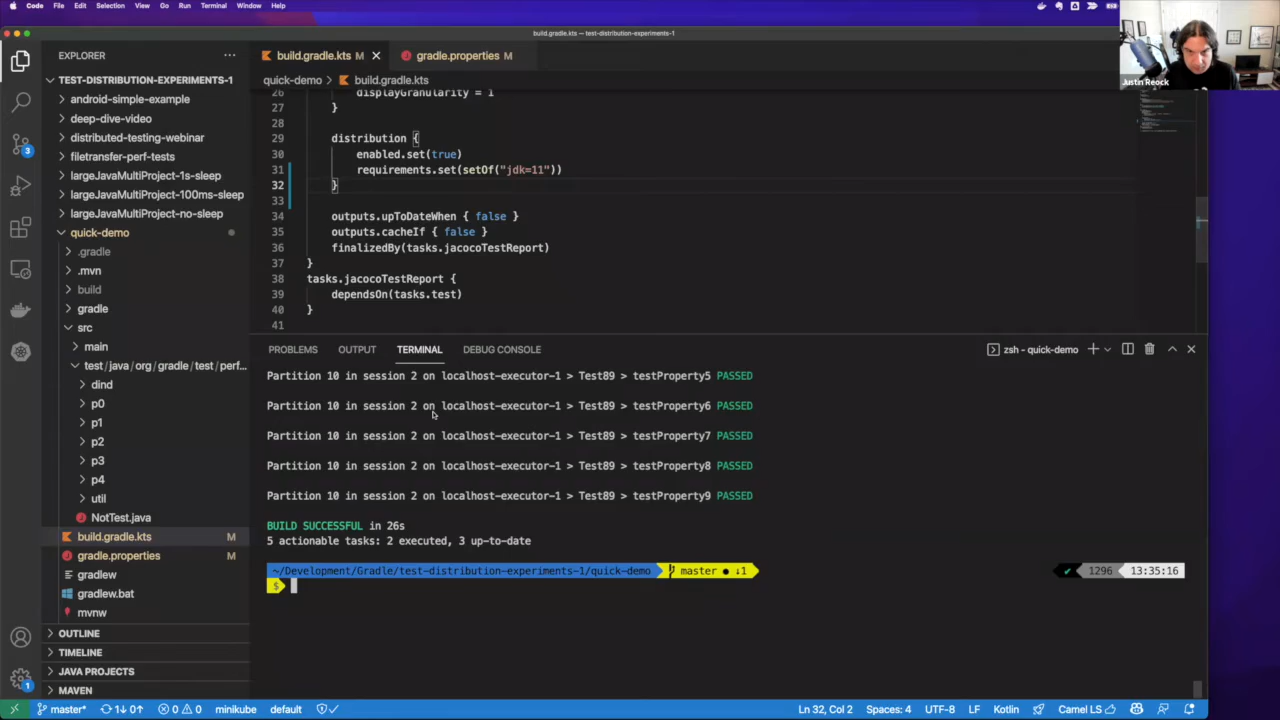 Code File Edit Selection View Go Run Terminal Window Help
build.gradle.kts — test-distribution-experiments-1
Justin Reock
EXPLORER
TEST-DISTRIBUTION-EXPERIMENTS-1
android-simple-example
deep-dive-video
distributed-testing-webinar
filetransfer-perf-tests
largeJavaMultiProject-1s-sleep
largeJavaMultiProject-100ms-sleep
largeJavaMultiProject-no-sleep
quick-demo
.gradle
.mvn
build
gradle
src
main
test/java/org/gradle/test/perf...
dind
p0
p1
p2
p3
p4
util
NotTest.java
build.gradle.kts M
gradle.properties M
gradlew
gradlew.bat
mvnw
OUTLINE
TIMELINE
JAVA PROJECTS
MAVEN
3
1
build.gradle.kts M
gradle.properties M
quick-demo > build.gradle.kts
26 displayGranularity = 1
27 }
28
29 distribution {
30 enabled.set(true)
31 requirements.set(setOf("jdk=11"))
32 }
33
34 outputs.upToDateWhen { false }
35 outputs.cacheIf { false }
36 finalizedBy(tasks.jacocoTestReport)
37 }
38 tasks.jacocoTestReport {
39 dependsOn(tasks.test)
40 }
41
PROBLEMS OUTPUT TERMINAL DEBUG CONSOLE zsh - quick-demo
Partition 10 in session 2 on localhost-executor-1 > Test89 > testProperty5 PASSED
Partition 10 in session 2 on localhost-executor-1 > Test89 > testProperty6 PASSED
Partition 10 in session 2 on localhost-executor-1 > Test89 > testProperty7 PASSED
Partition 10 in session 2 on localhost-executor-1 > Test89 > testProperty8 PASSED
Partition 10 in session 2 on localhost-executor-1 > Test89 > testProperty9 PASSED
BUILD SUCCESSFUL in 26s
5 actionable tasks: 2 executed, 3 up-to-date
~/Development/Gradle/test-distribution-experiments-1/quick-demo master ● ↓1 ✔ 1296 13:35:16
$
master* 1↓ 0↑ 0 0 minikube default Ln 32, Col 2 Spaces: 4 UTF-8 LF Kotlin Camel LS